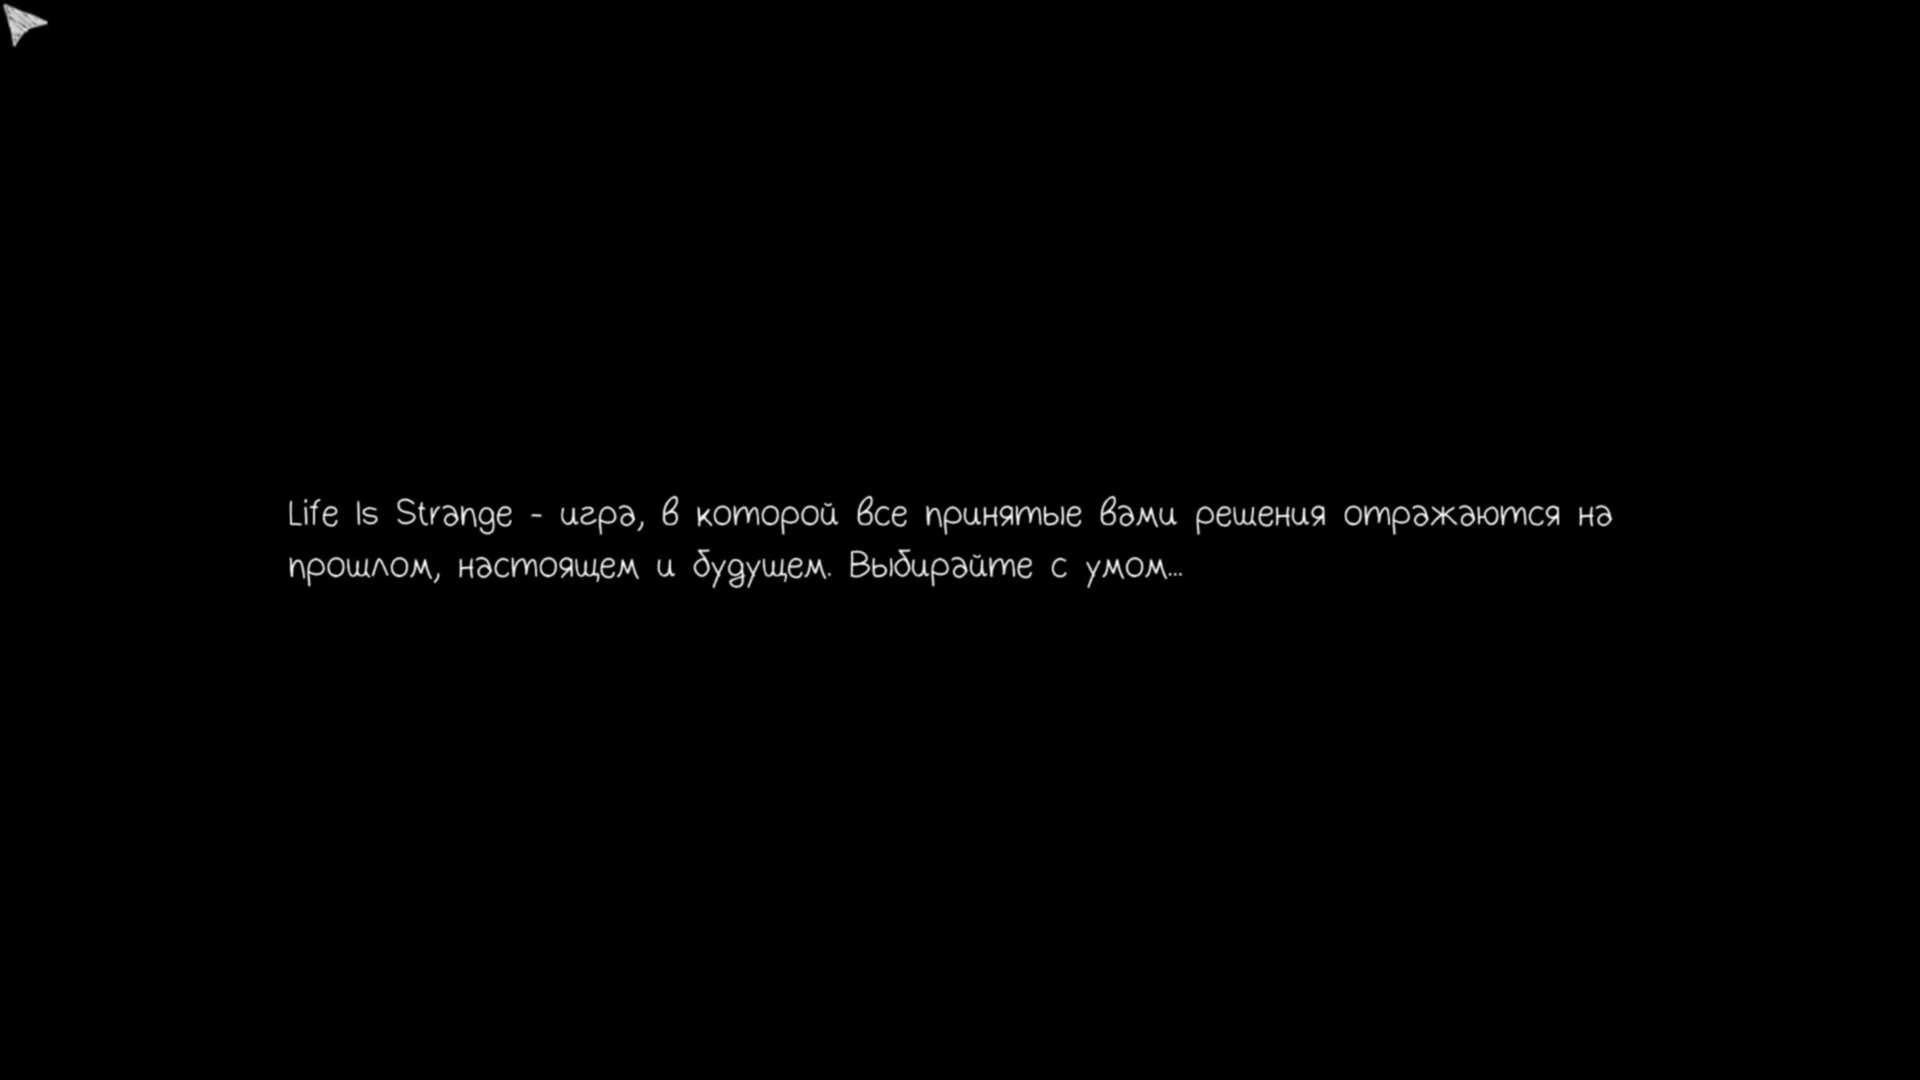 Life Is Strange - игра, в которой все принятые вами решения отражаются на
прошлом, настоящем и будущем. Выбирайте с умом...